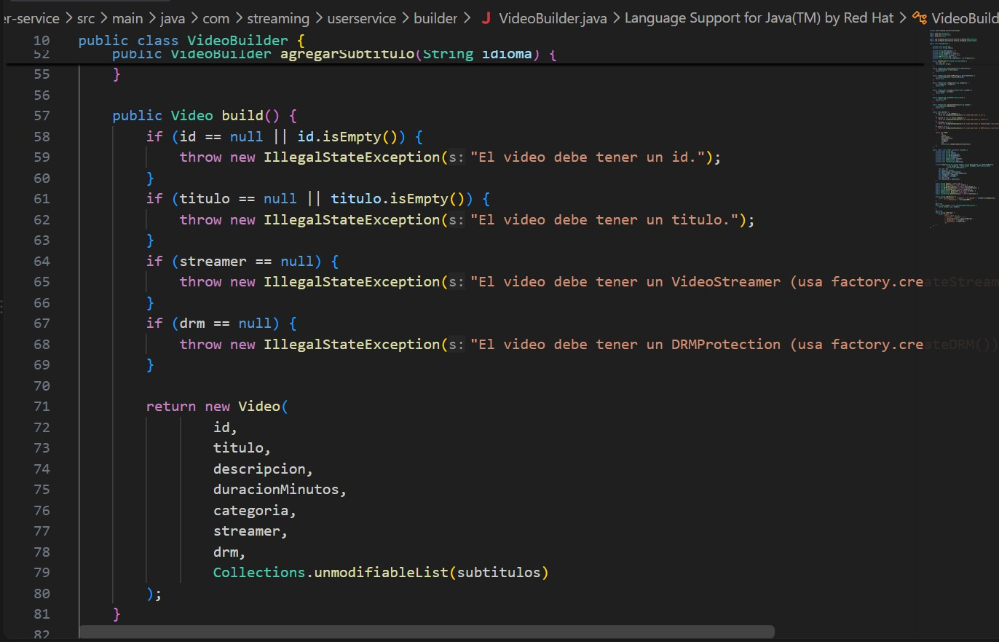 er-service > src > main > java > com > streaming > userservice > builder > J VideoBuilder.java > Language Support for Java(TM) by Red Hat > VideoBuild
10 public class VideoBuilder {
52 public VideoBuilder agregarSubtitulo(String idioma) {
55 }
56
57 public Video build() {
58 if (id == null || id.isEmpty()) {
59 throw new IllegalStateException(s: "El video debe tener un id.");
60 }
61 if (titulo == null || titulo.isEmpty()) {
62 throw new IllegalStateException(s: "El video debe tener un titulo.");
63 }
64 if (streamer == null) {
65 throw new IllegalStateException(s: "El video debe tener un VideoStreamer (usa factory.createStream
66 }
67 if (drm == null) {
68 throw new IllegalStateException(s: "El video debe tener un DRMProtection (usa factory.createDRM())
69 }
70
71 return new Video(
72 id,
73 titulo,
74 descripcion,
75 duracionMinutos,
76 categoria,
77 streamer,
78 drm,
79 Collections.unmodifiableList(subtitulos)
80 );
81 }
82